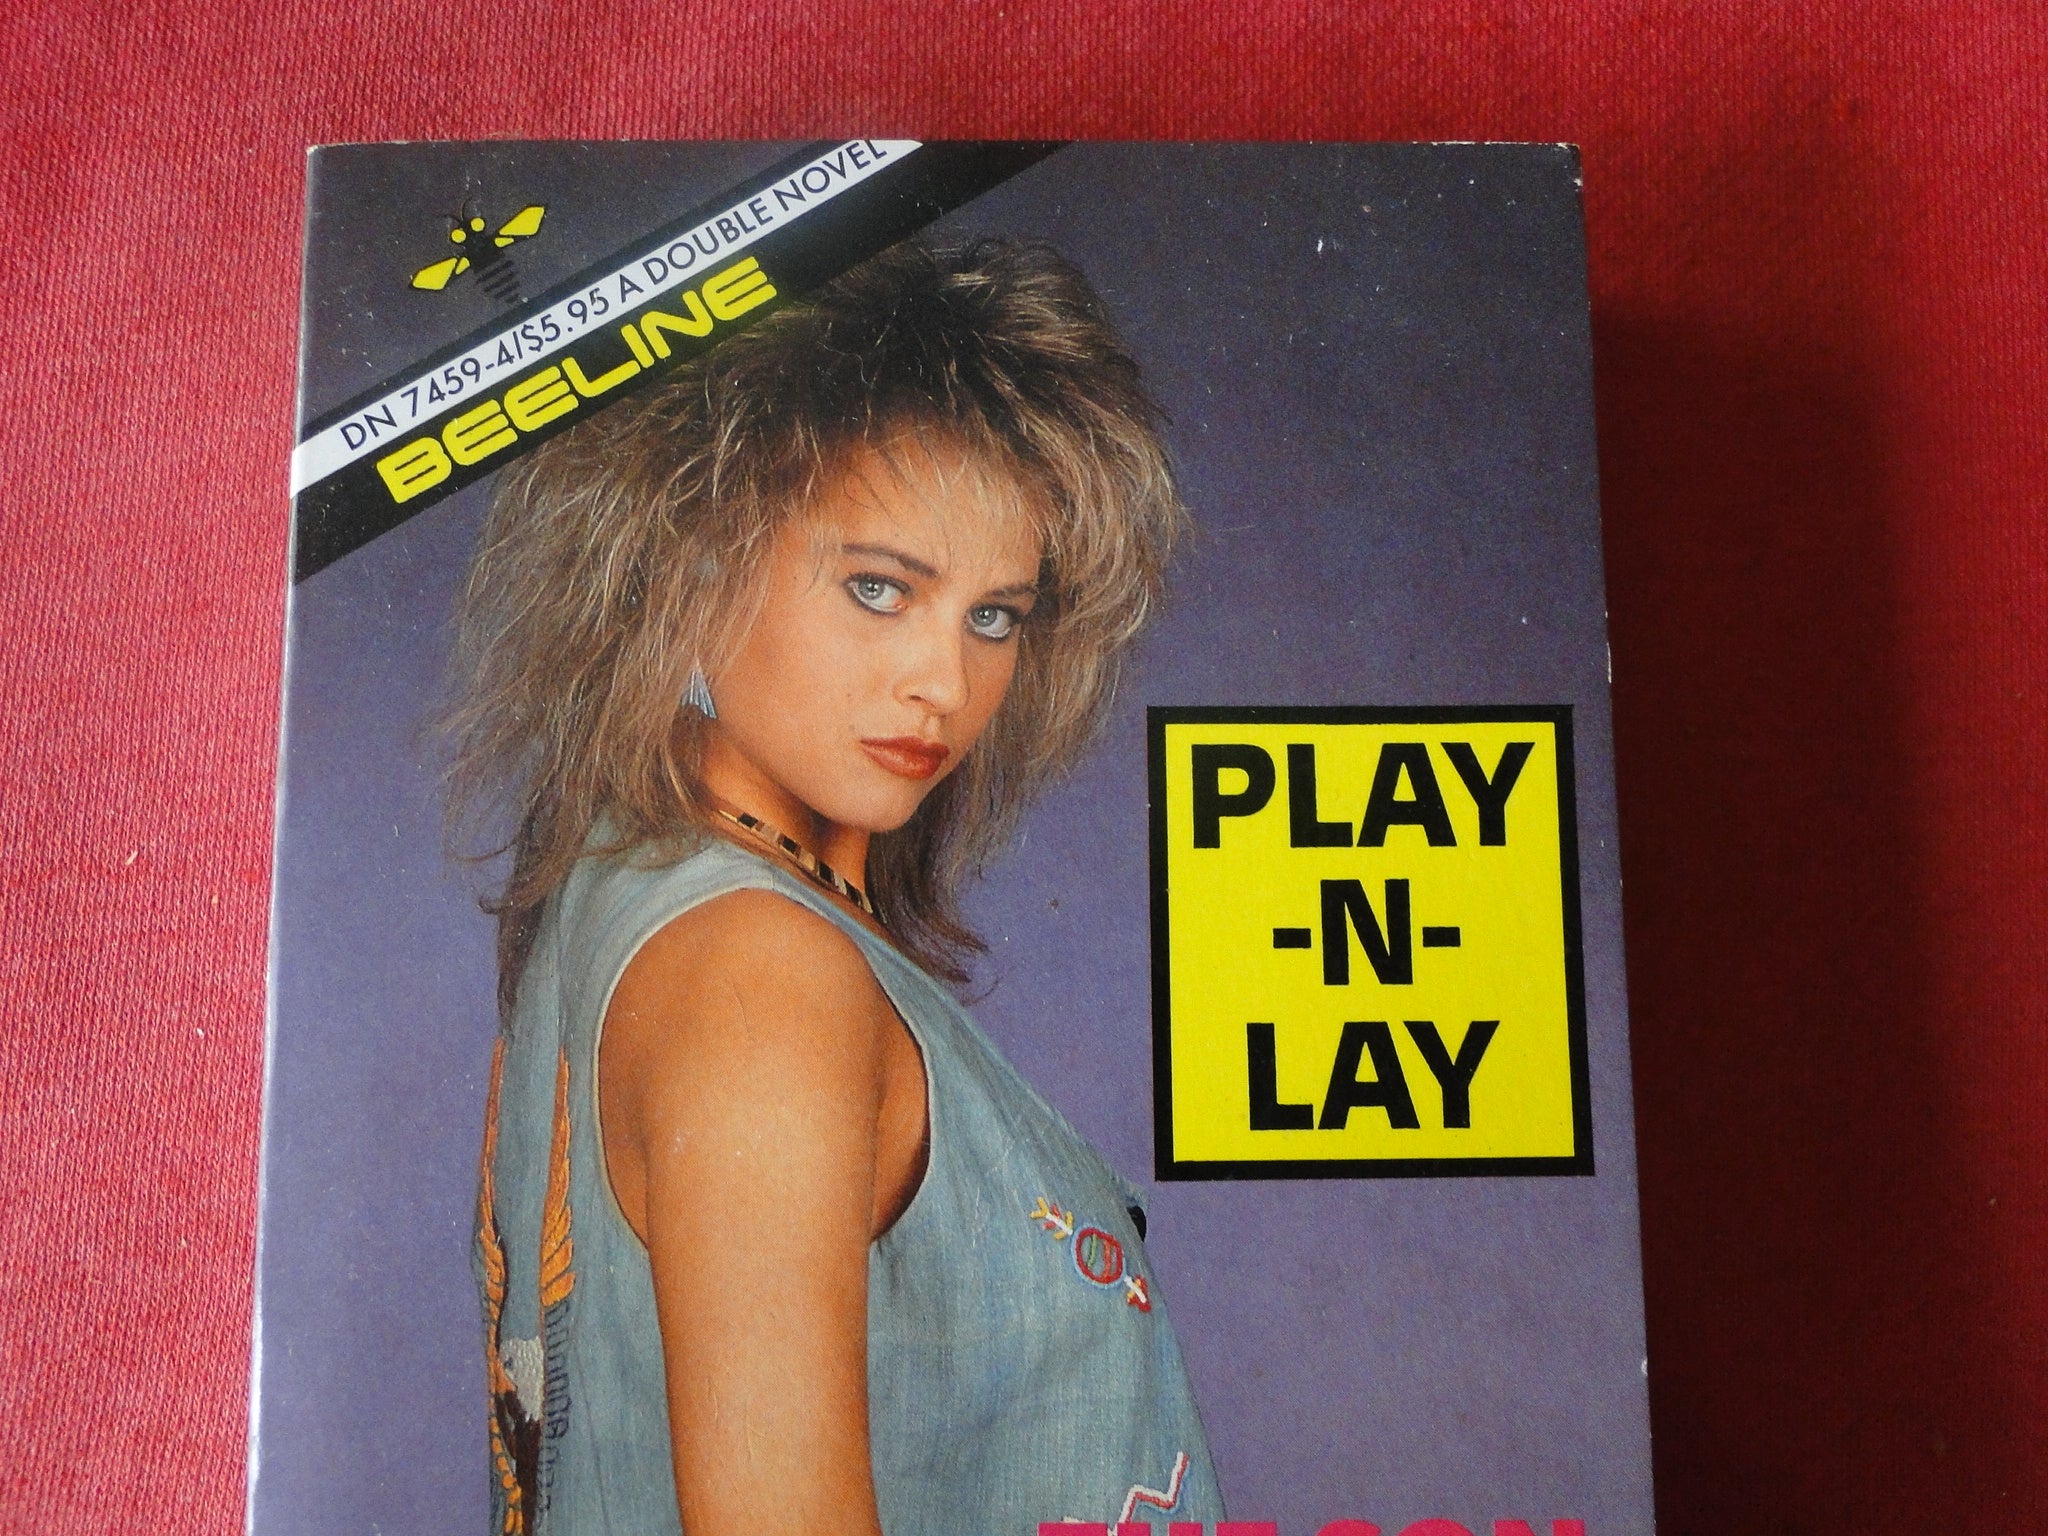 DN 7459-4/$5.95 A DOUBLE NOVEL
BEELINE
PLAY
-N-
LAY